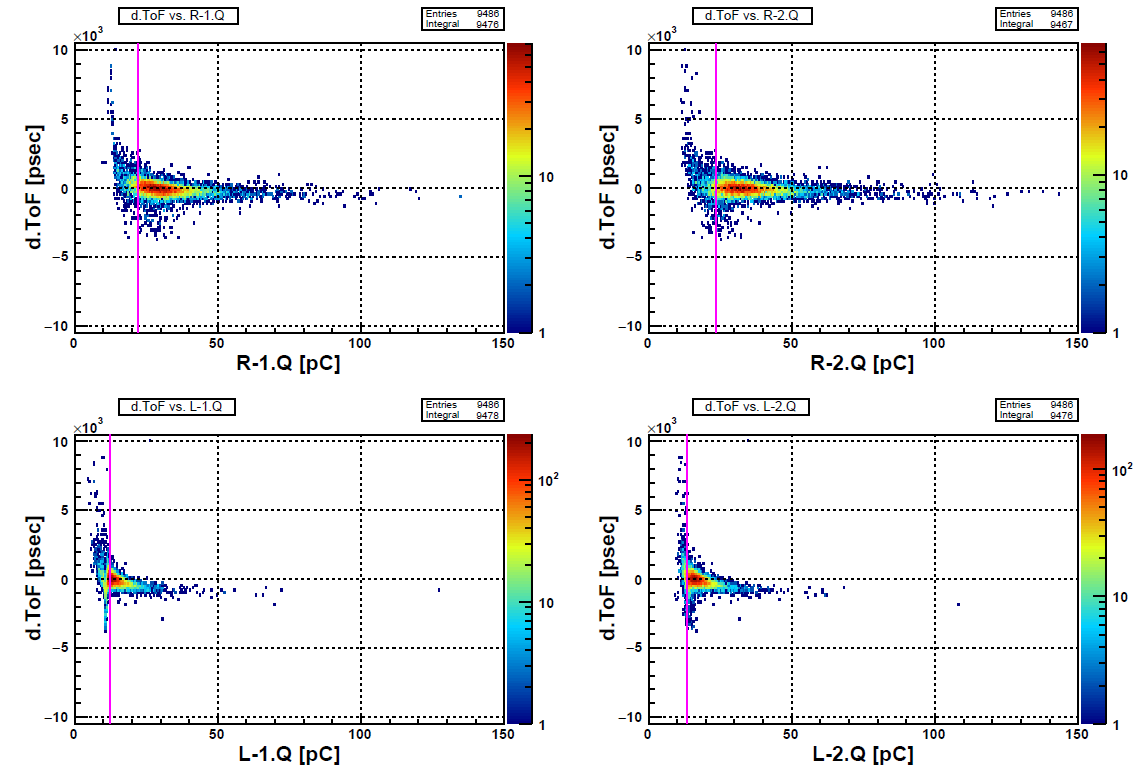 d.ToF vs. R-1.Q
Entries 9486
Integral 9476
×10³
10
5
0
−5
−10
d.ToF [psec]
0 50 100 150
R-1.Q [pC]
10
1
d.ToF vs. R-2.Q
Entries 9486
Integral 9467
×10³
10
5
0
−5
−10
d.ToF [psec]
0 50 100 150
R-2.Q [pC]
10
1
d.ToF vs. L-1.Q
Entries 9486
Integral 9478
×10³
10
5
0
−5
−10
d.ToF [psec]
0 50 100 150
L-1.Q [pC]
10²
10
1
d.ToF vs. L-2.Q
Entries 9486
Integral 9476
×10³
10
5
0
−5
−10
d.ToF [psec]
0 50 100 150
L-2.Q [pC]
10²
10
1